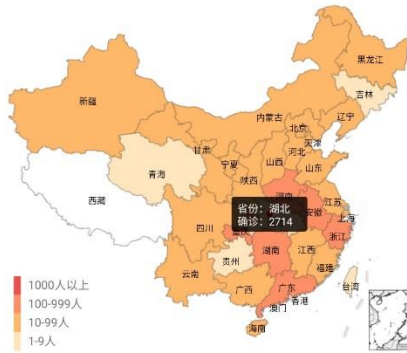 黑龙江
吉林
新疆
内蒙古
辽宁
北京
天津
甘肃
河北
山西
宁夏
山东
青海
陕西
河南
江苏
西藏
省份：湖北
确诊：2714
安徽
上海
四川
浙江
湖南
江西
贵州
福建
云南
台湾
广西
广东
香港
澳门
海南
1000人以上
100-999人
10-99人
1-9人